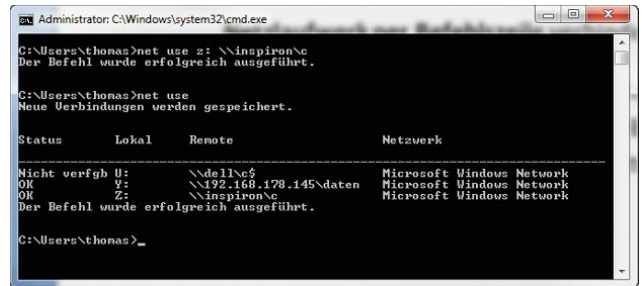 Administrator: C:\Windows\system32\cmd.exe
C:\Users\thomas>net use z: \\inspiron\c
Der Befehl wurde erfolgreich ausgeführt.
C:\Users\thomas>net use
Neue Verbindungen werden gespeichert.
Status Lokal Remote Netzwerk
-------------------------------------------------------------------------------
Nicht verfgb U: \\dell\c$ Microsoft Windows Network
OK Y: \\192.168.178.145\daten Microsoft Windows Network
OK Z: \\inspiron\c Microsoft Windows Network
Der Befehl wurde erfolgreich ausgeführt.
C:\Users\thomas>_